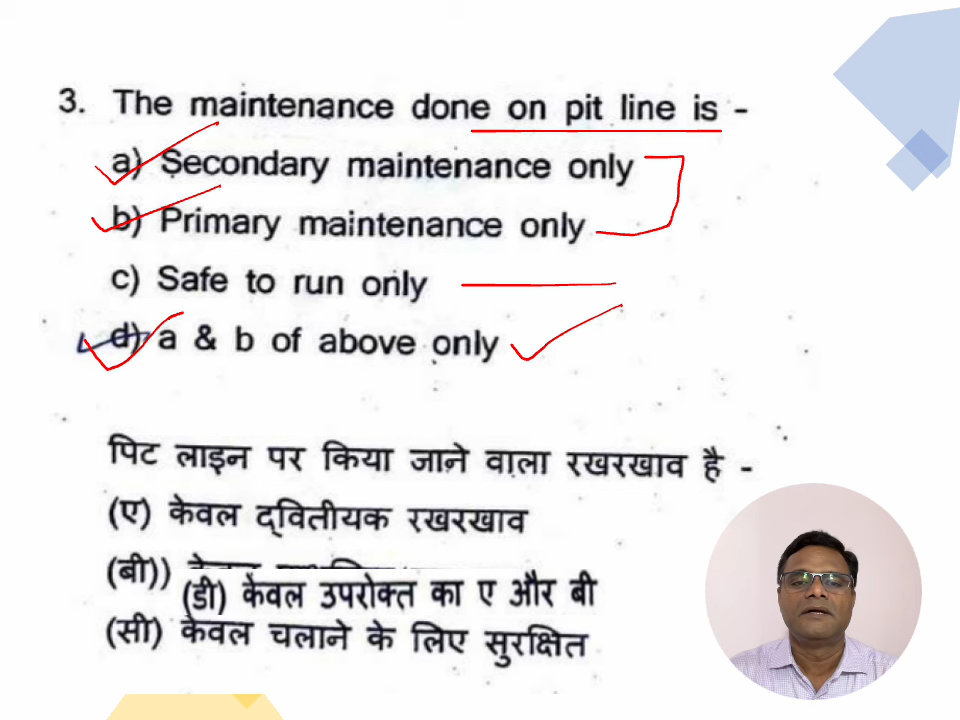 3. The maintenance done on pit line is -
a) Secondary maintenance only
b) Primary maintenance only
c) Safe to run only
d) a & b of above only
पिट लाइन पर किया जाने वाला रखरखाव है -
(ए) केवल द्वितीयक रखरखाव
(बी))
(डी) केवल उपरोक्त का ए और बी
(सी) केवल चलाने के लिए सुरक्षित